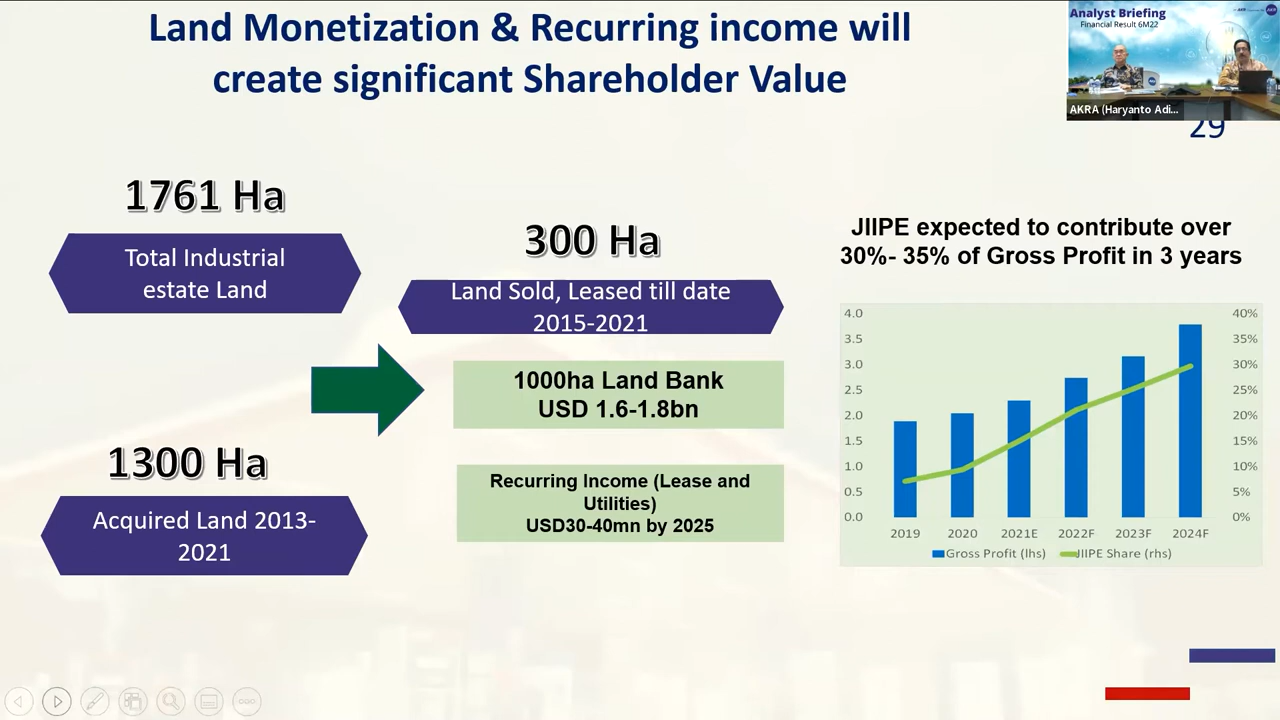 Land Monetization & Recurring income will
create significant Shareholder Value
Analyst Briefing
Financial Result 6M22
AKRA (Haryanto Adi...
29
1761 Ha
Total Industrial
estate Land
1300 Ha
Acquired Land 2013-
2021
300 Ha
Land Sold, Leased till date
2015-2021
1000ha Land Bank
USD 1.6-1.8bn
Recurring Income (Lease and
Utilities)
USD30-40mn by 2025
JIIPE expected to contribute over
30%- 35% of Gross Profit in 3 years
4.0
3.5
3.0
2.5
2.0
1.5
1.0
0.5
0.0
40%
35%
30%
25%
20%
15%
10%
5%
0%
2019 2020 2021E 2022F 2023F 2024F
Gross Profit (lhs) JIIPE Share (rhs)